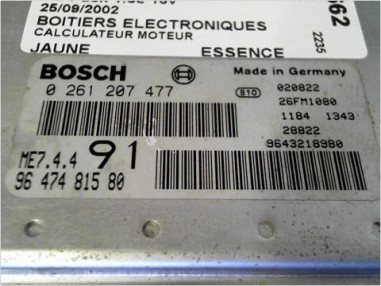 25/09/2002
BOITIERS ELECTRONIQUES
CALCULATEUR MOTEUR
JAUNE ESSENCE
662
2235
BOSCH
Made in Germany
0 261 207 477
810
020822
26FM1080
1184 1343
28822
9643218980
ME7.4.4 91
96 474 815 80